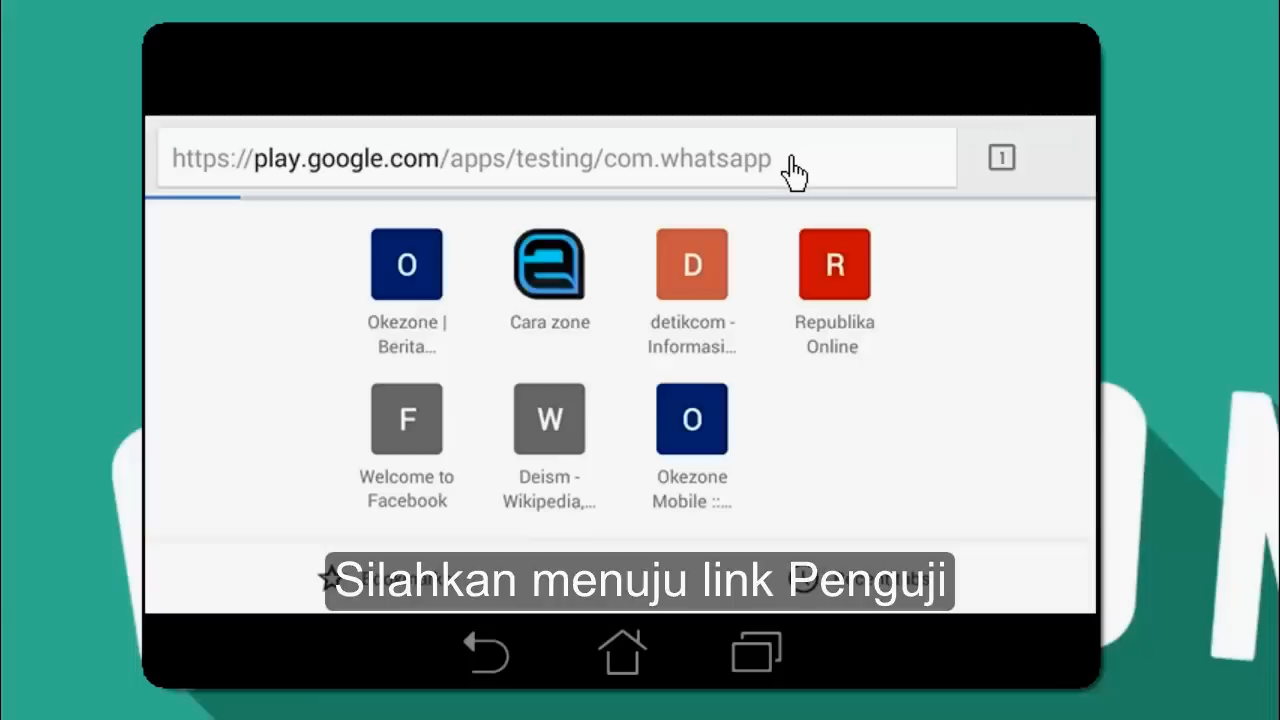 https://play.google.com/apps/testing/com.whatsapp
1
O
D
R
Okezone |
Berita...
Cara zone
detikcom -
Informasi...
Republika
Online
F
W
O
Welcome to
Facebook
Deism -
Wikipedia,...
Okezone
Mobile ::...
Silahkan menuju link Penguji